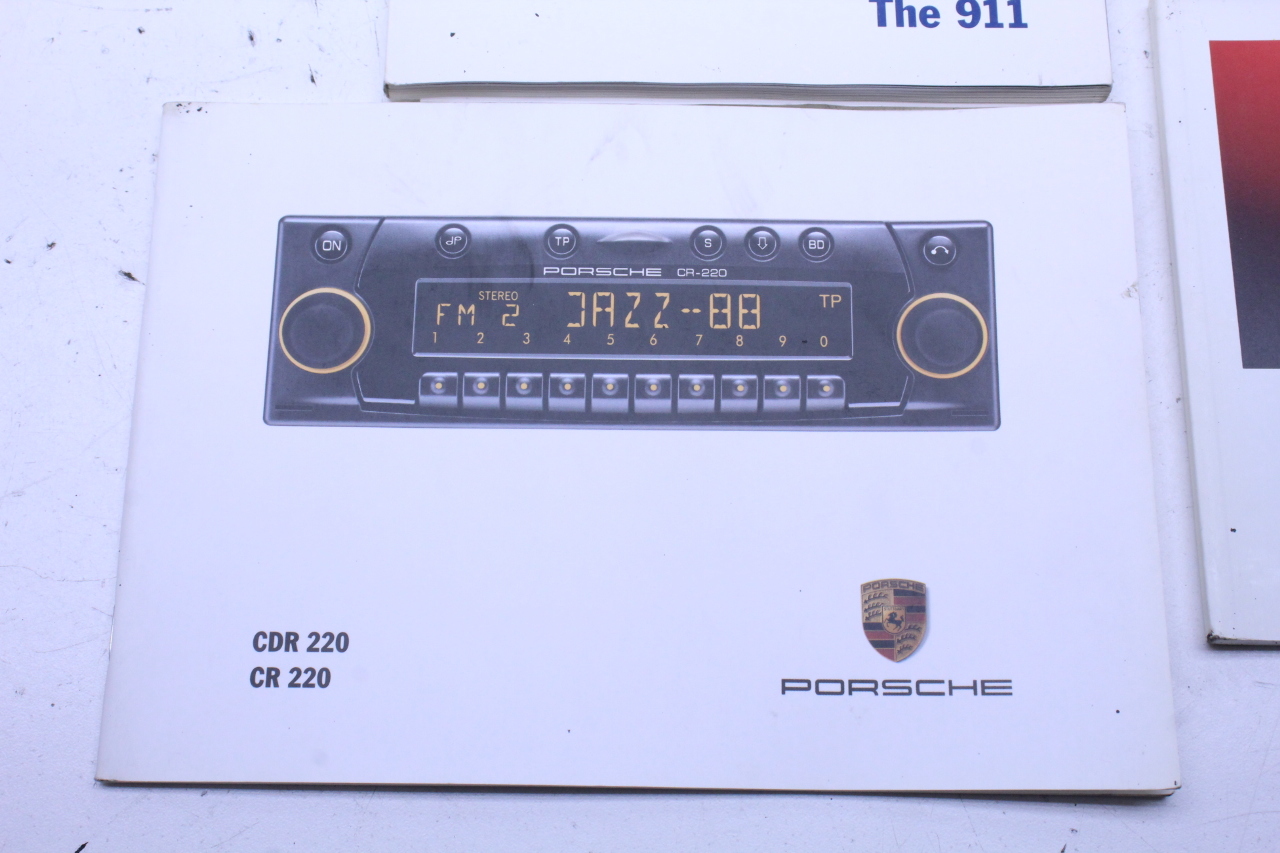 The 911
ON dP TP S BD
PORSCHE CR-220
STEREO
FM 2 JAZZ--88 TP
1 2 3 4 5 6 7 8 9 0
PORSCHE
CDR 220
CR 220
PORSCHE